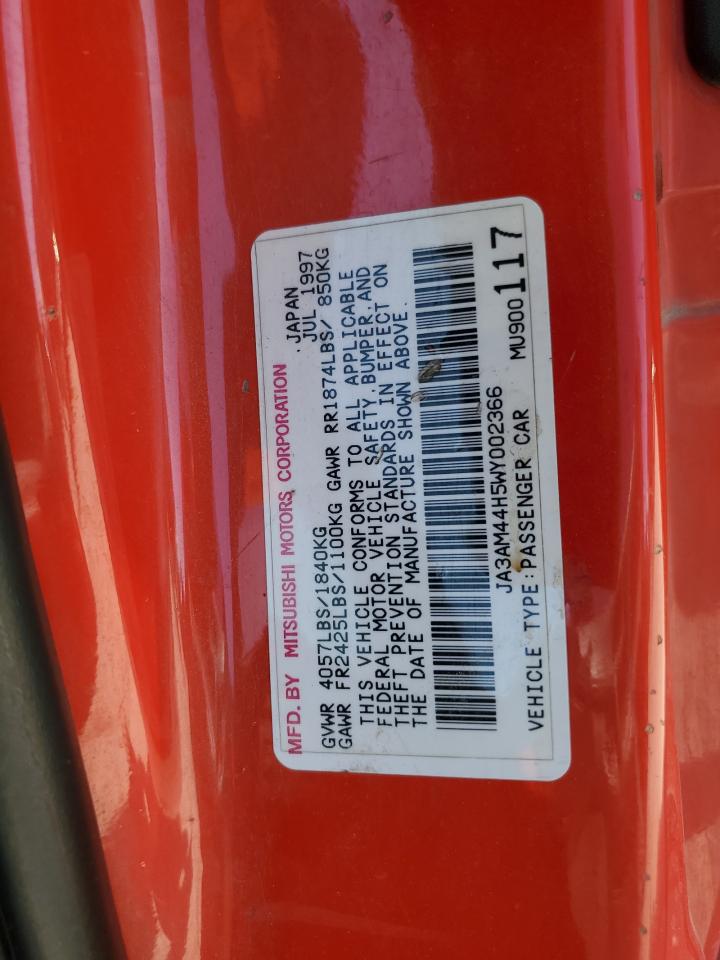 MFD. BY MITSUBISHI MOTORS CORPORATION JAPAN
JUL 1997
GVWR 4057LBS/1840KG
GAWR FR2425LBS/1100KG GAWR RR1874LBS/ 850KG
THIS VEHICLE CONFORMS TO ALL APPLICABLE
FEDERAL MOTOR VEHICLE SAFETY, BUMPER, AND
THEFT PREVENTION STANDARDS IN EFFECT ON
THE DATE OF MANUFACTURE SHOWN ABOVE.
JA3AM44H5WY002366
VEHICLE TYPE:PASSENGER CAR MU900117